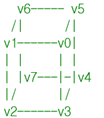 v6----- v5
/| /|
v1------v0|
| | | |
| |v7---|-|v4
|/ |/
v2------v3